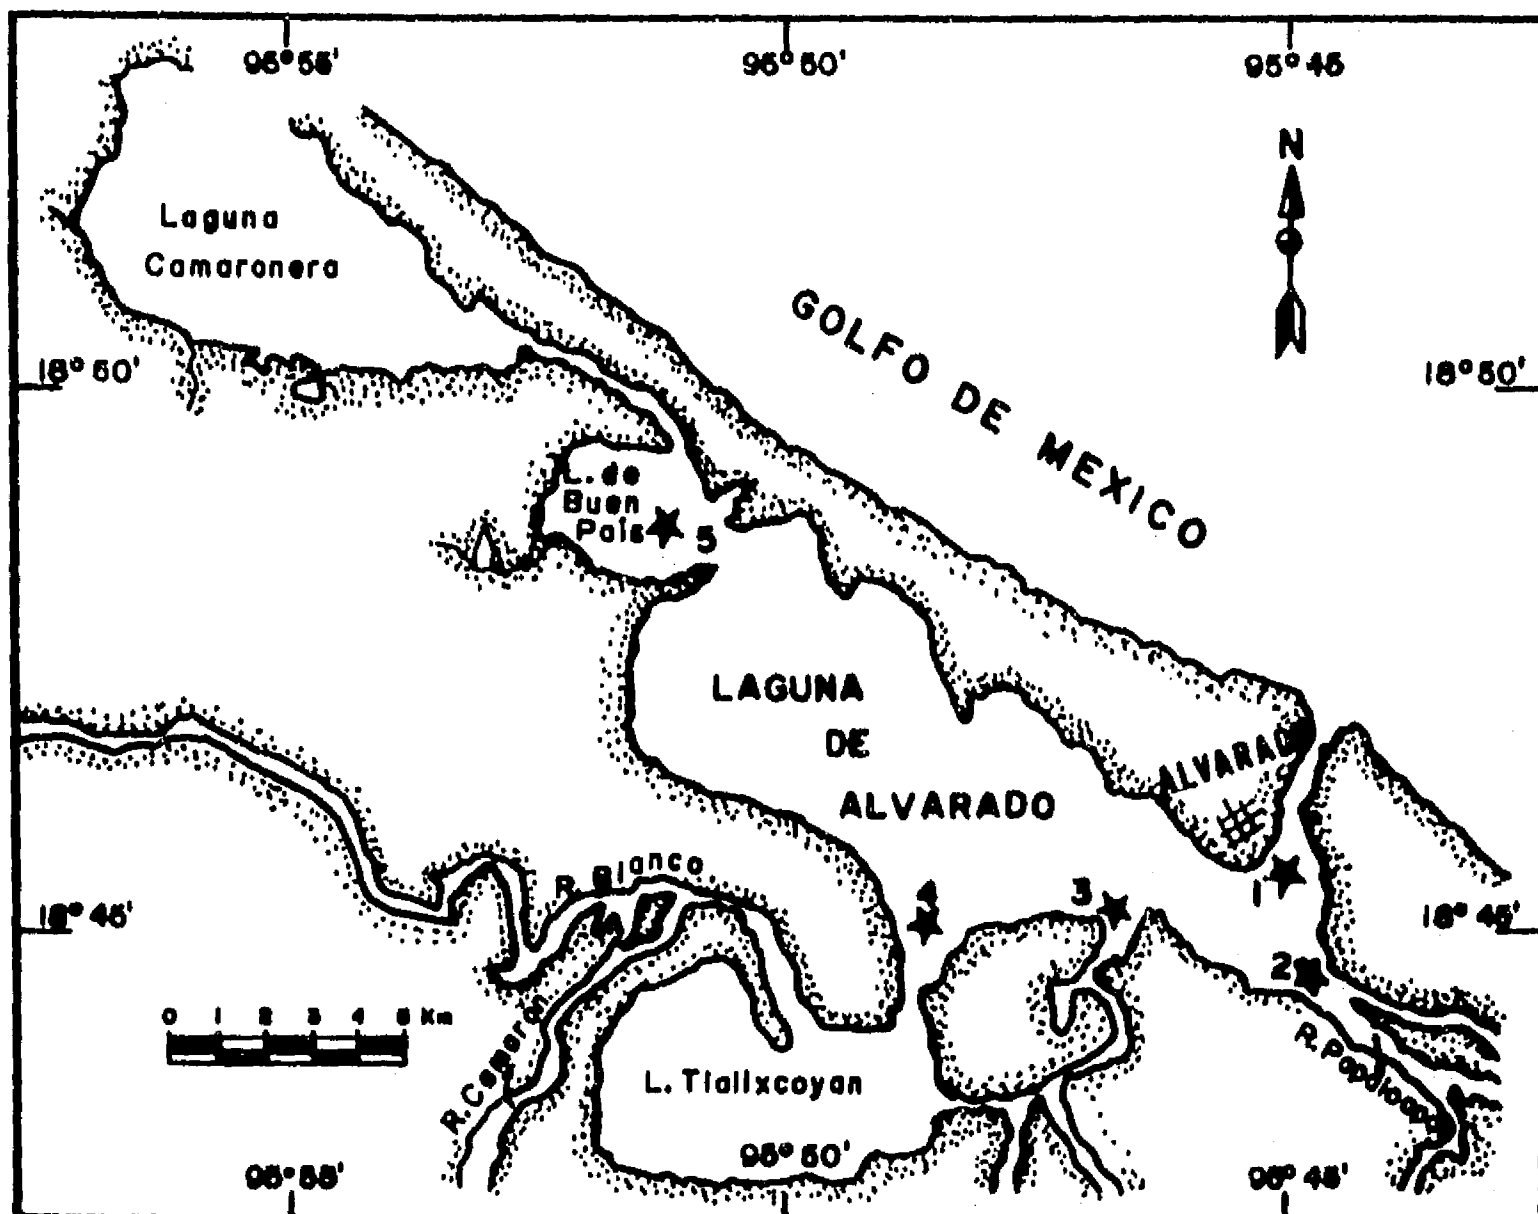 95° 55' 95° 50' 95° 45'
N
Laguna
Camaronera
GOLFO DE MEXICO
18° 50' 18° 50'
L. de
Buen
País
5
LAGUNA
DE
ALVARADO
ALVARADO
R. Blanco
4
3
1
18° 45' 18° 45'
2
0 1 2 3 4 5 Km
R. Camaron
L. Tlalixcoyan
R. Papaloapan
95° 55' 95° 50' 95° 45'